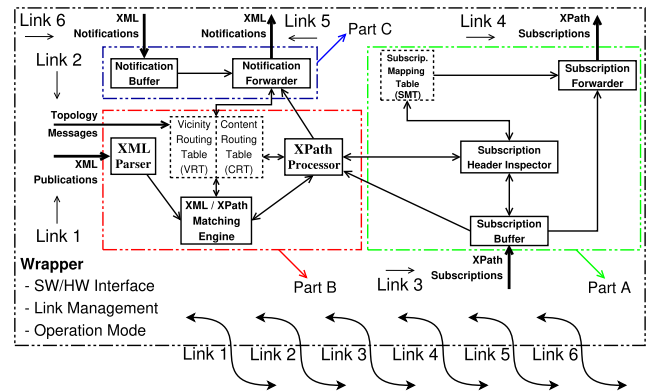 Link 6
XML
Notifications
XML
Notifications
Link 5
Part C
Link 4
XPath
Subscriptions
Link 2
Notification
Buffer
Notification
Forwarder
Subscrip.
Mapping
Table
(SMT)
Subscription
Forwarder
Topology
Messages
Vicinity
Routing
Table
(VRT)
Content
Routing
Table
(CRT)
XML
Parser
XPath
Processor
Subscription
Header Inspector
XML
Publications
XML / XPath
Matching
Engine
Subscription
Buffer
Link 1
XPath
Subscriptions
Link 3
Part B
Part A
Wrapper
- SW/HW Interface
- Link Management
- Operation Mode
Link 1
Link 2
Link 3
Link 4
Link 5
Link 6